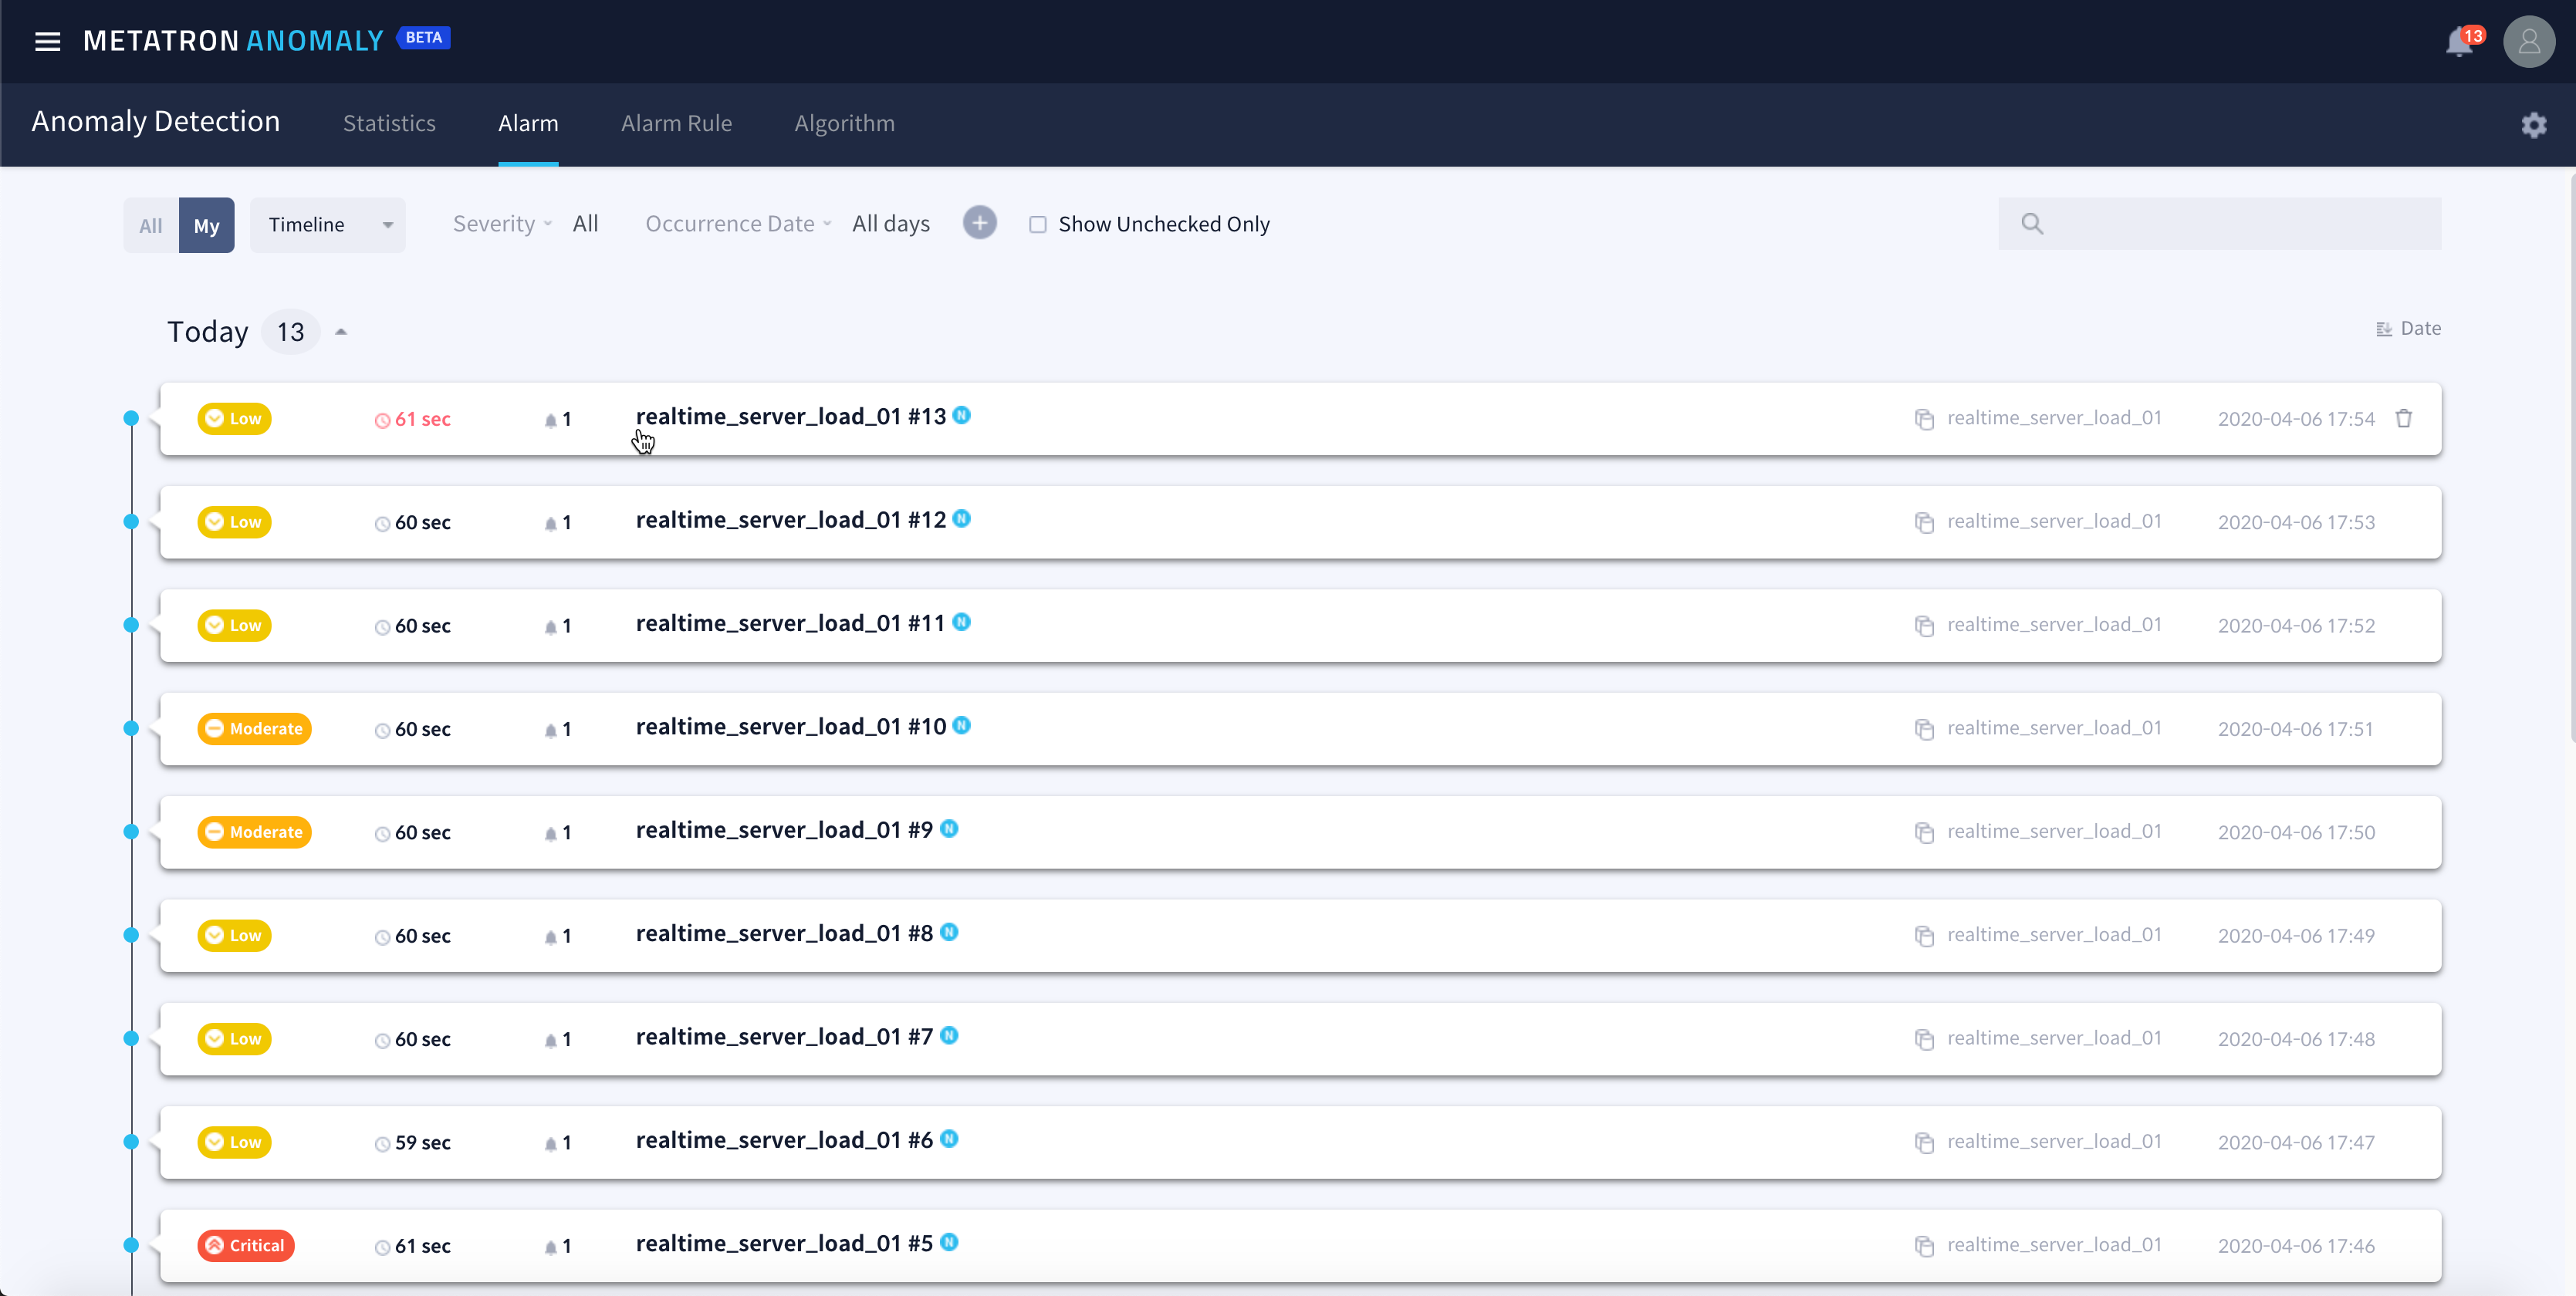 METATRON ANOMALY BETA 13
Anomaly Detection Statistics Alarm Alarm Rule Algorithm
All My Timeline Severity All Occurrence Date All days + Show Unchecked Only
Today 13 Date
Low 61 sec 1 realtime_server_load_01 #13 N realtime_server_load_01 2020-04-06 17:54
Low 60 sec 1 realtime_server_load_01 #12 N realtime_server_load_01 2020-04-06 17:53
Low 60 sec 1 realtime_server_load_01 #11 N realtime_server_load_01 2020-04-06 17:52
Moderate 60 sec 1 realtime_server_load_01 #10 N realtime_server_load_01 2020-04-06 17:51
Moderate 60 sec 1 realtime_server_load_01 #9 N realtime_server_load_01 2020-04-06 17:50
Low 60 sec 1 realtime_server_load_01 #8 N realtime_server_load_01 2020-04-06 17:49
Low 60 sec 1 realtime_server_load_01 #7 N realtime_server_load_01 2020-04-06 17:48
Low 59 sec 1 realtime_server_load_01 #6 N realtime_server_load_01 2020-04-06 17:47
Critical 61 sec 1 realtime_server_load_01 #5 N realtime_server_load_01 2020-04-06 17:46